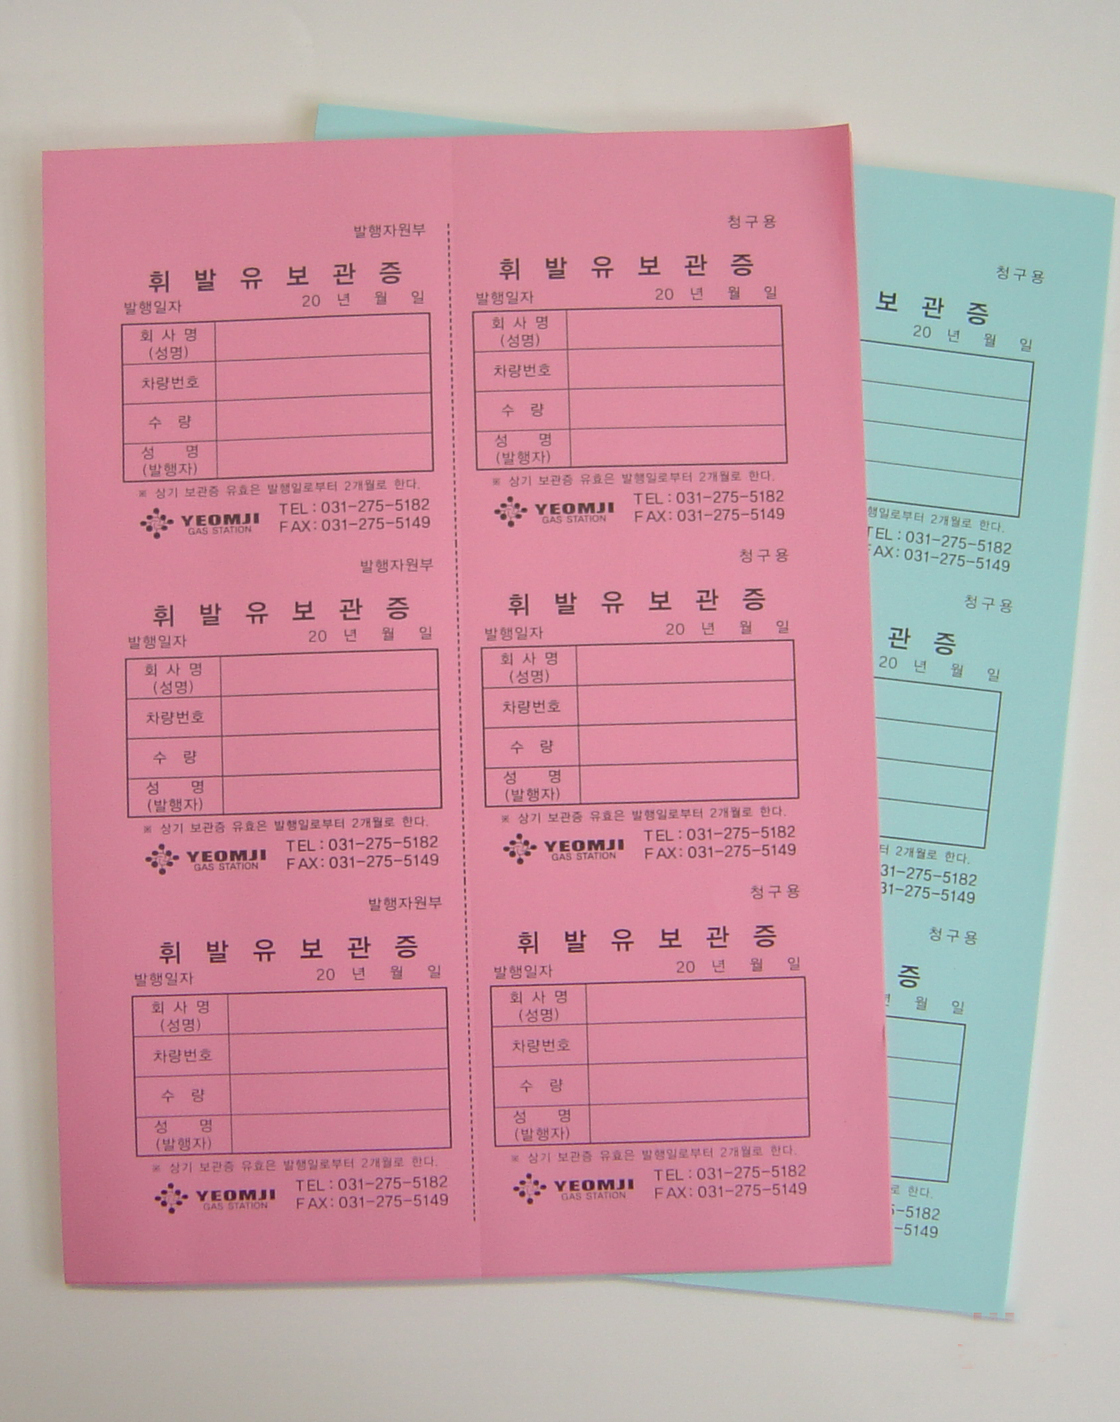 발행자원부
휘 발 유 보 관 증
발행일자 20 년 월 일
회 사 명
(성명)
차량번호
수 량
성 명
(발행자)
※ 상기 보관증 유효은 발행일로부터 2개월로 한다.
YEOMJI
GAS STATION
TEL : 031-275-5182
FAX : 031-275-5149
청구용
휘 발 유 보 관 증
발행일자 20 년 월 일
회 사 명
(성명)
차량번호
수 량
성 명
(발행자)
※ 상기 보관증 유효은 발행일로부터 2개월로 한다.
YEOMJI
GAS STATION
TEL : 031-275-5182
FAX : 031-275-5149
발행자원부
휘 발 유 보 관 증
발행일자 20 년 월 일
회 사 명
(성명)
차량번호
수 량
성 명
(발행자)
※ 상기 보관증 유효은 발행일로부터 2개월로 한다.
YEOMJI
GAS STATION
TEL : 031-275-5182
FAX : 031-275-5149
청구용
휘 발 유 보 관 증
발행일자 20 년 월 일
회 사 명
(성명)
차량번호
수 량
성 명
(발행자)
※ 상기 보관증 유효은 발행일로부터 2개월로 한다.
YEOMJI
GAS STATION
TEL : 031-275-5182
FAX : 031-275-5149
발행자원부
휘 발 유 보 관 증
발행일자 20 년 월 일
회 사 명
(성명)
차량번호
수 량
성 명
(발행자)
※ 상기 보관증 유효은 발행일로부터 2개월로 한다.
YEOMJI
GAS STATION
TEL : 031-275-5182
FAX : 031-275-5149
청구용
휘 발 유 보 관 증
발행일자 20 년 월 일
회 사 명
(성명)
차량번호
수 량
성 명
(발행자)
※ 상기 보관증 유효은 발행일로부터 2개월로 한다.
YEOMJI
GAS STATION
TEL : 031-275-5182
FAX : 031-275-5149
청구용
보 관 증
20 년 월 일
행일로부터 2개월로 한다.
TEL : 031-275-5182
FAX : 031-275-5149
청구용
관 증
20 년 월 일
터 2개월로 한다.
31-275-5182
31-275-5149
청구용
증
월 일
로 한다.
-5182
-5149